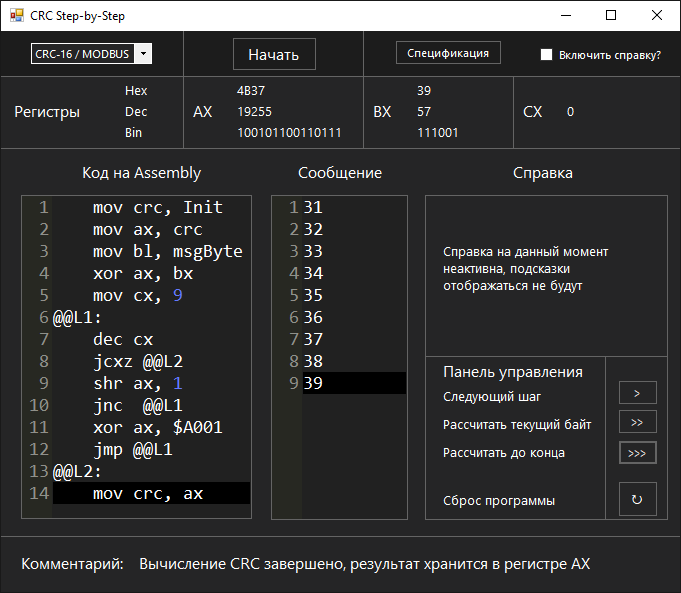 CRC Step-by-Step
CRC-16 / MODBUS
Начать
Спецификация
Включить справку?
Регистры
Hex
Dec
Bin
AX
4B37
19255
100101100110111
BX
39
57
111001
CX
0
Код на Assembly
1 mov crc, Init
2 mov ax, crc
3 mov bl, msgByte
4 xor ax, bx
5 mov cx, 9
6 @@L1:
7 dec cx
8 jcxz @@L2
9 shr ax, 1
10 jnc  @@L1
11 xor ax, $A001
12 jmp @@L1
13 @@L2:
14 mov crc, ax
Сообщение
1 31
2 32
3 33
4 34
5 35
6 36
7 37
8 38
9 39
Справка
Справка на данный момент
неактивна, подсказки
отображаться не будут
Панель управления
Следующий шаг
>
Рассчитать текущий байт
>>
Рассчитать до конца
>>>
Сброс программы
↻
Комментарий: Вычисление CRC завершено, результат хранится в регистре AX